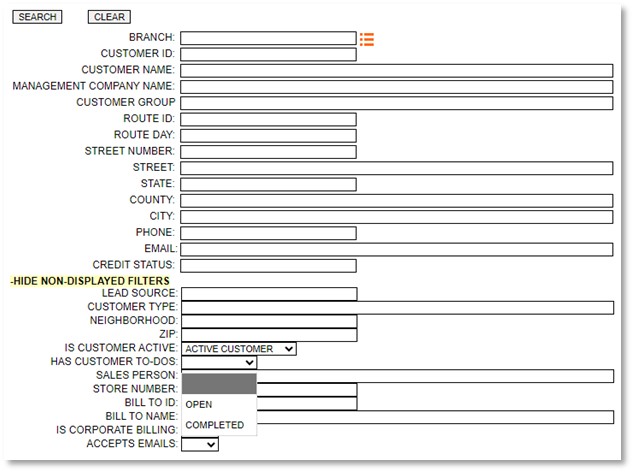 SEARCH CLEAR
BRANCH:
CUSTOMER ID:
CUSTOMER NAME:
MANAGEMENT COMPANY NAME:
CUSTOMER GROUP
ROUTE ID:
ROUTE DAY:
STREET NUMBER:
STREET:
STATE:
COUNTY:
CITY:
PHONE:
EMAIL:
CREDIT STATUS:
-HIDE NON-DISPLAYED FILTERS
LEAD SOURCE:
CUSTOMER TYPE:
NEIGHBORHOOD:
ZIP:
IS CUSTOMER ACTIVE: ACTIVE CUSTOMER
HAS CUSTOMER TO-DOS:
SALES PERSON:
STORE NUMBER:
BILL TO ID: OPEN
BILL TO NAME:
IS CORPORATE BILLING: COMPLETED
ACCEPTS EMAILS: